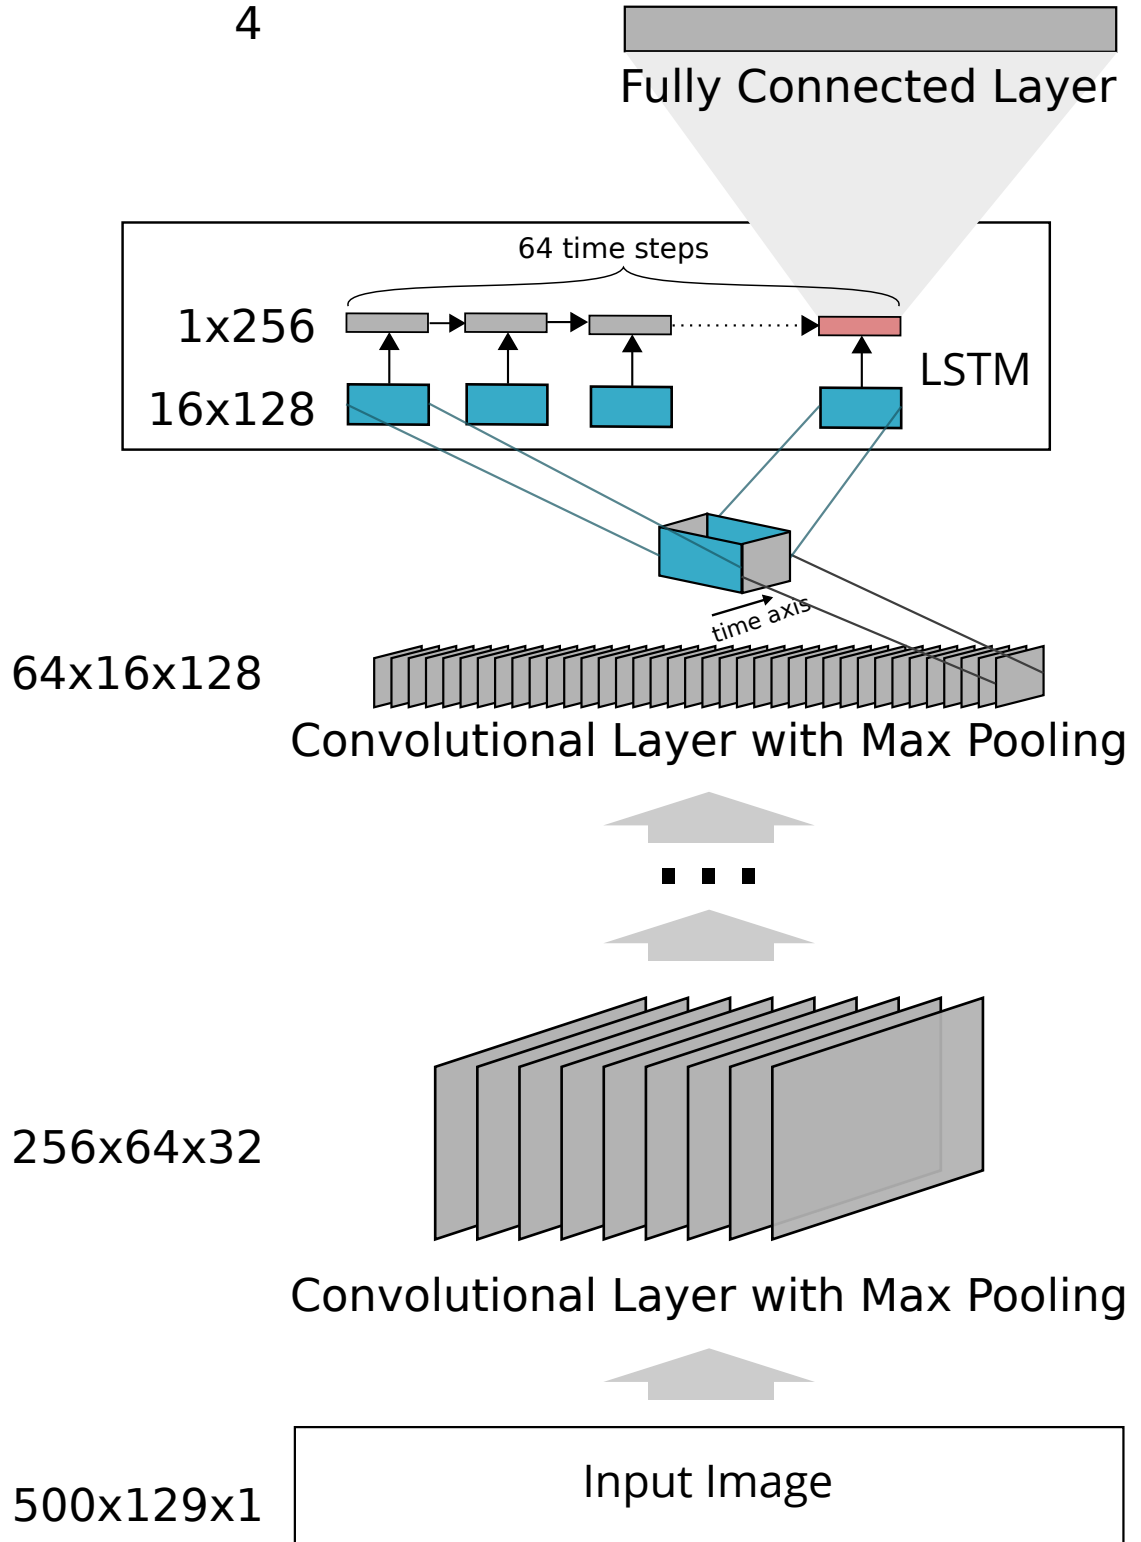 4
Fully Connected Layer
64 time steps
1x256
LSTM
16x128
time axis
64x16x128
Convolutional Layer with Max Pooling
...
256x64x32
Convolutional Layer with Max Pooling
Input Image
500x129x1